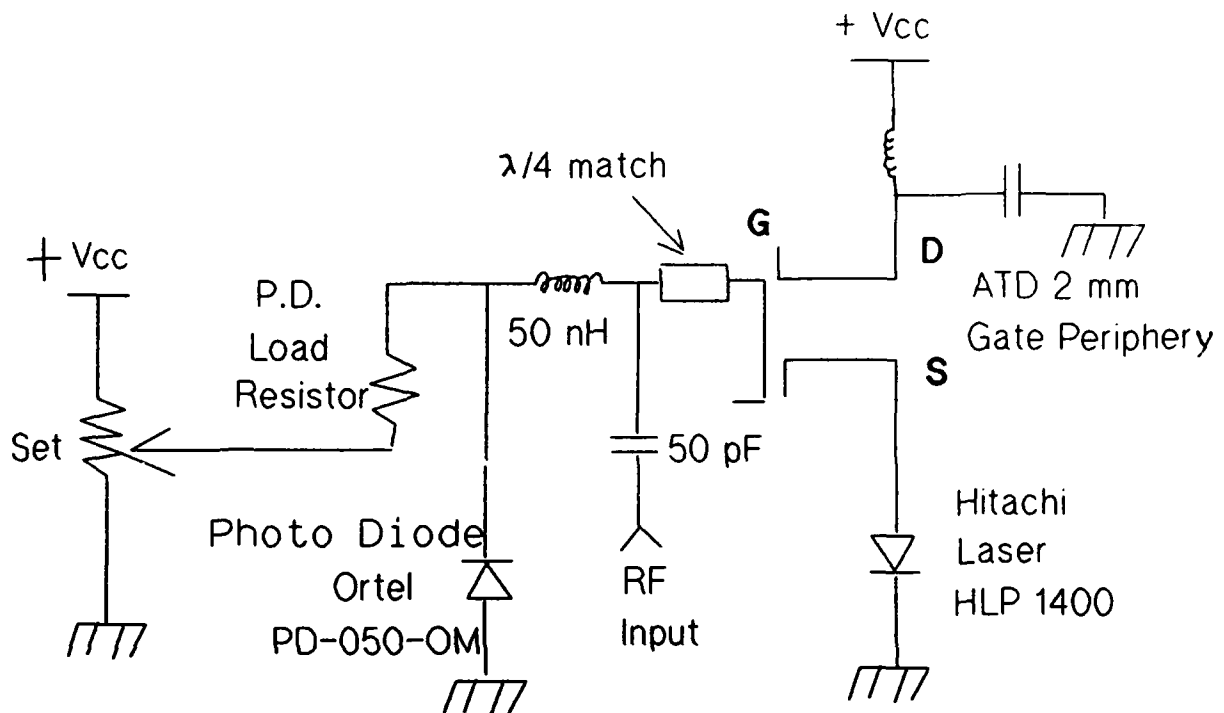 + Vcc
λ/4 match
G
D
+ Vcc
P.D.
Load
Resistor
50 nH
ATD 2 mm
Gate Periphery
S
Set
50 pF
Photo Diode
Ortel
PD-050-OM
RF
Input
Hitachi
Laser
HLP 1400